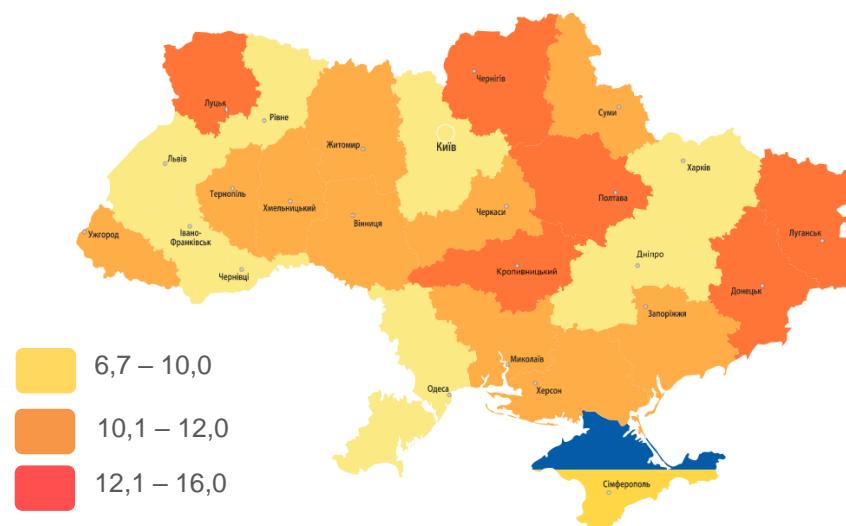 Чернігів
Луцьк
Суми
Рівне
Київ
Житомир
Львів
Харків
Тернопіль
Полтава
Хмельницький
Черкаси
Вінниця
Ужгород
Івано-
Франківськ
Луганськ
Дніпро
Чернівці
Кропивницький
Донецьк
Запоріжжя
Миколаїв
6,7 – 10,0
Одеса
Херсон
10,1 – 12,0
12,1 – 16,0
Сімферополь